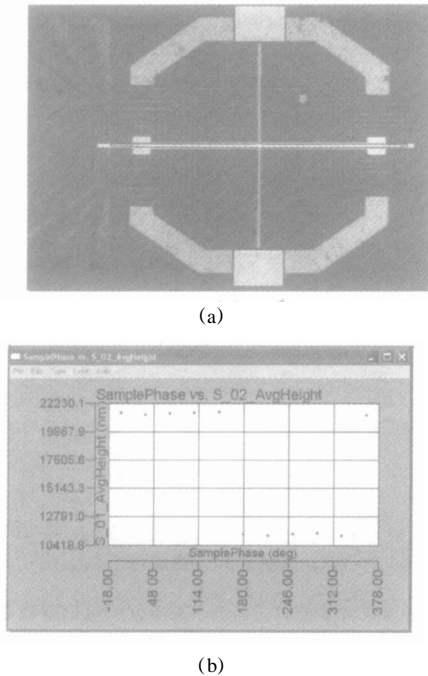 (a)
SamplePhase vs. S_02_AvgHeight
SamplePhase vs. S_02_AvgHeight
S_01_AvgHeight (nm)
22230.1
19867.9
17505.6
15143.3
12791.0
10418.8
SamplePhase (deg)
-18.00
48.00
114.00
180.00
246.00
312.00
378.00
(b)